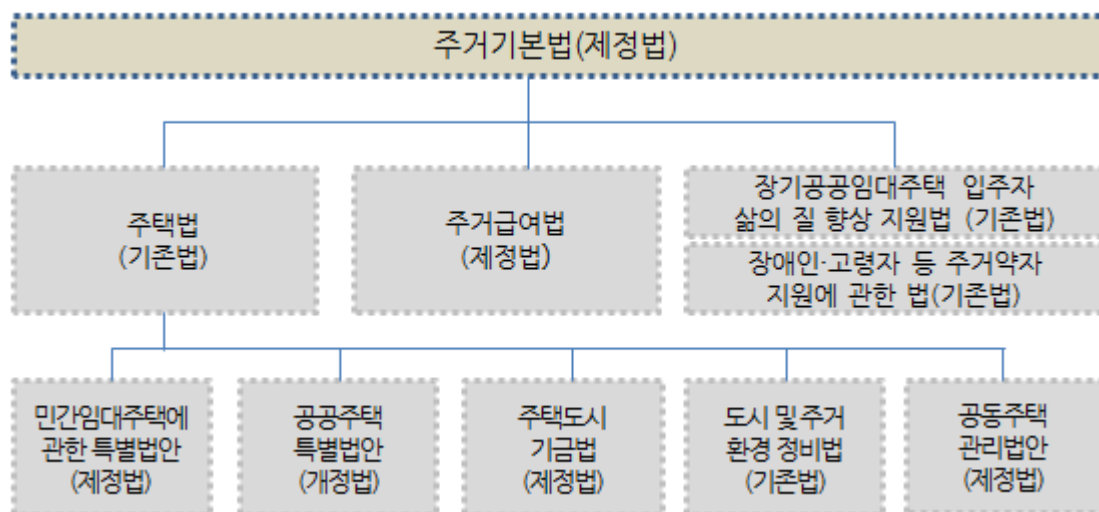 주거기본법(제정법)
주택법
(기존법)
주거급여법
(제정법)
장기공공임대주택 입주자
삶의 질 향상 지원법 (기존법)
장애인·고령자 등 주거약자
지원에 관한 법(기존법)
민간임대주택에
관한 특별법안
(제정법)
공공주택
특별법안
(개정법)
주택도시
기금법
(제정법)
도시 및 주거
환경 정비법
(기존법)
공동주택
관리법안
(제정법)